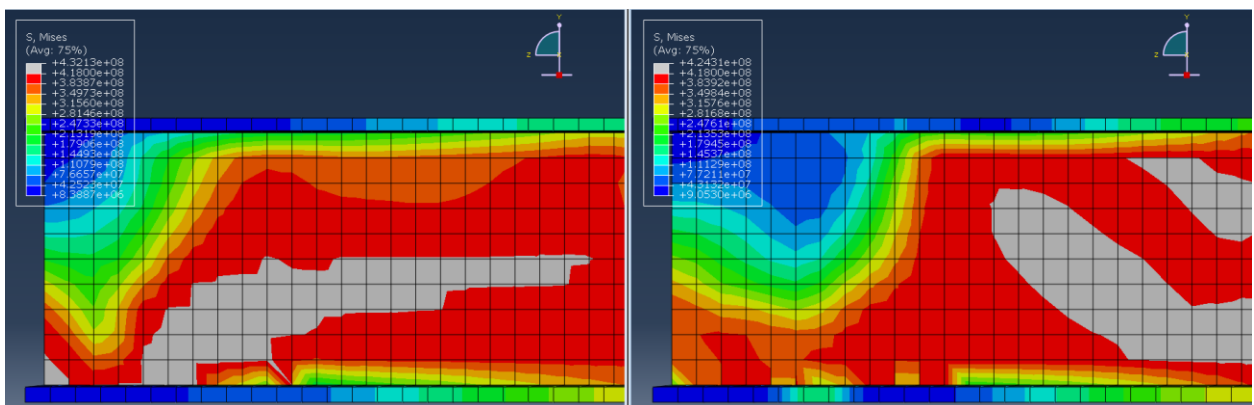 S, Mises
(Avg: 75%)
+4.3213e+08
+4.1800e+08
+3.8387e+08
+3.4973e+08
+3.1560e+08
+2.8146e+08
+2.4733e+08
+2.1319e+08
+1.7906e+08
+1.4493e+08
+1.1079e+08
+7.6657e+07
+4.2523e+07
+8.3887e+06
Y
Z
S, Mises
(Avg: 75%)
+4.2431e+08
+4.1800e+08
+3.8392e+08
+3.4984e+08
+3.1576e+08
+2.8168e+08
+2.4761e+08
+2.1353e+08
+1.7945e+08
+1.4537e+08
+1.1129e+08
+7.7211e+07
+4.3132e+07
+9.0530e+06
Y
Z